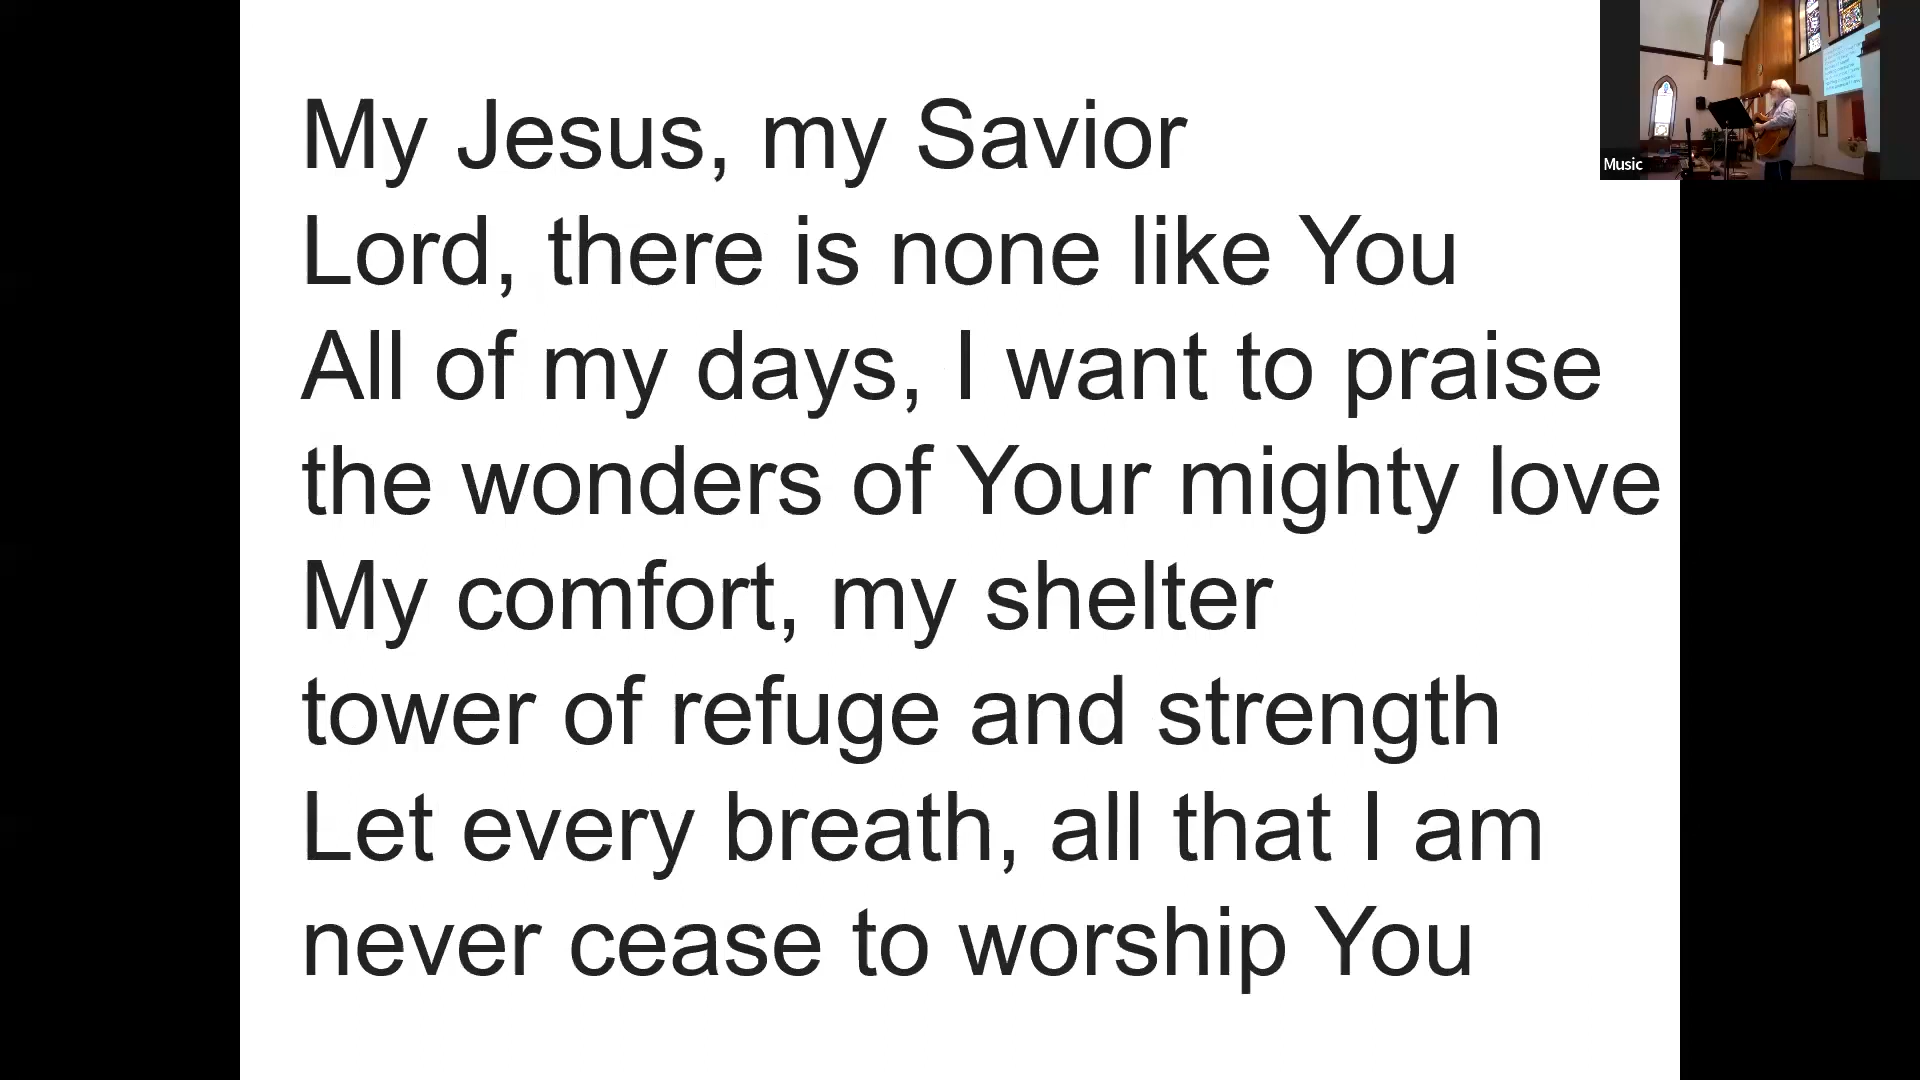 My Jesus, my Savior
Lord, there is none like You
All of my days, I want to praise
the wonders of Your mighty love
My comfort, my shelter
tower of refuge and strength
Let every breath, all that I am
never cease to worship You
Music